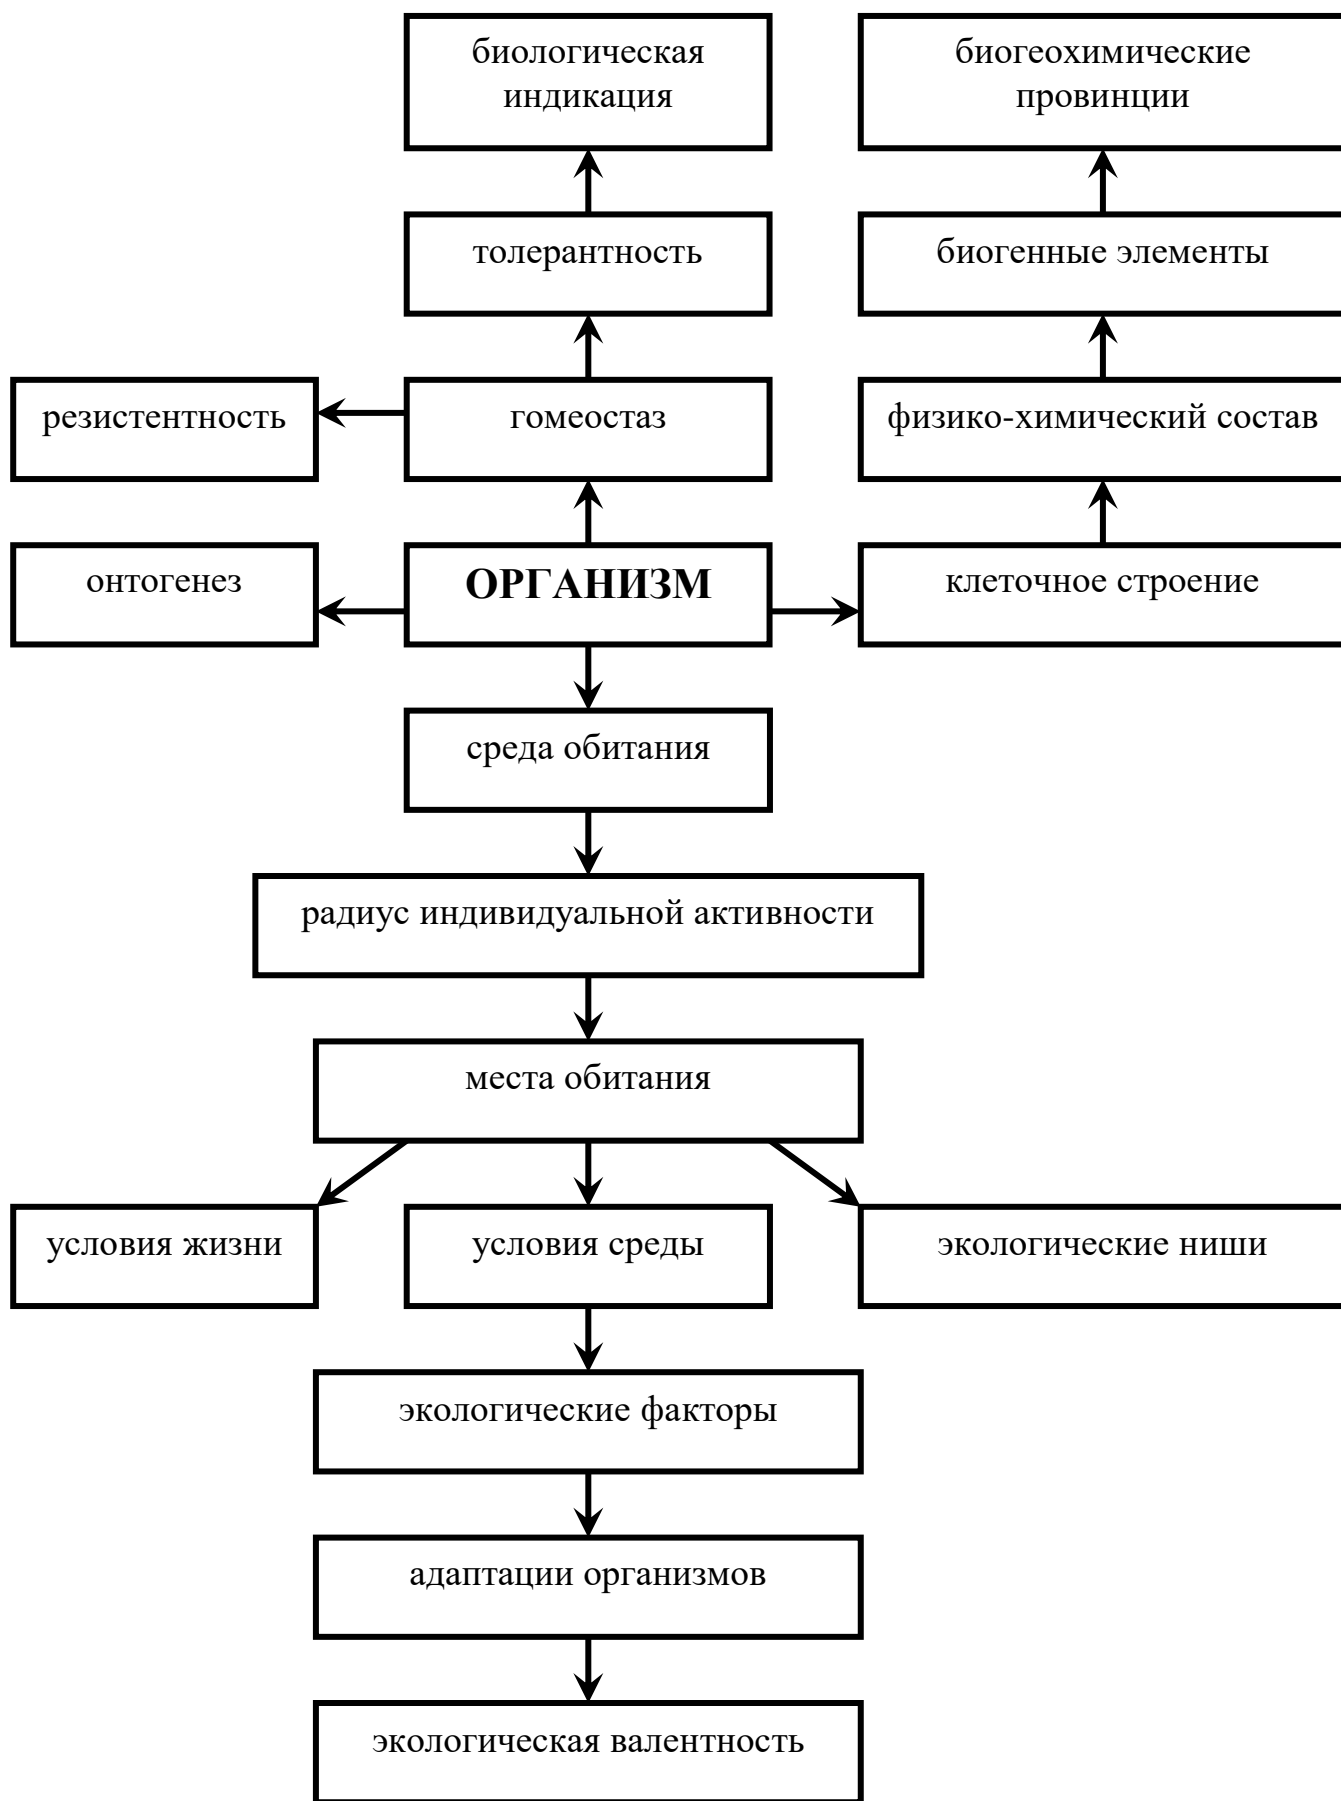 биологическая
индикация
биогеохимические
провинции
толерантность
биогенные элементы
резистентность
гомеостаз
физико-химический состав
онтогенез
ОРГАНИЗМ
клеточное строение
среда обитания
радиус индивидуальной активности
места обитания
условия жизни
условия среды
экологические ниши
экологические факторы
адаптации организмов
экологическая валентность